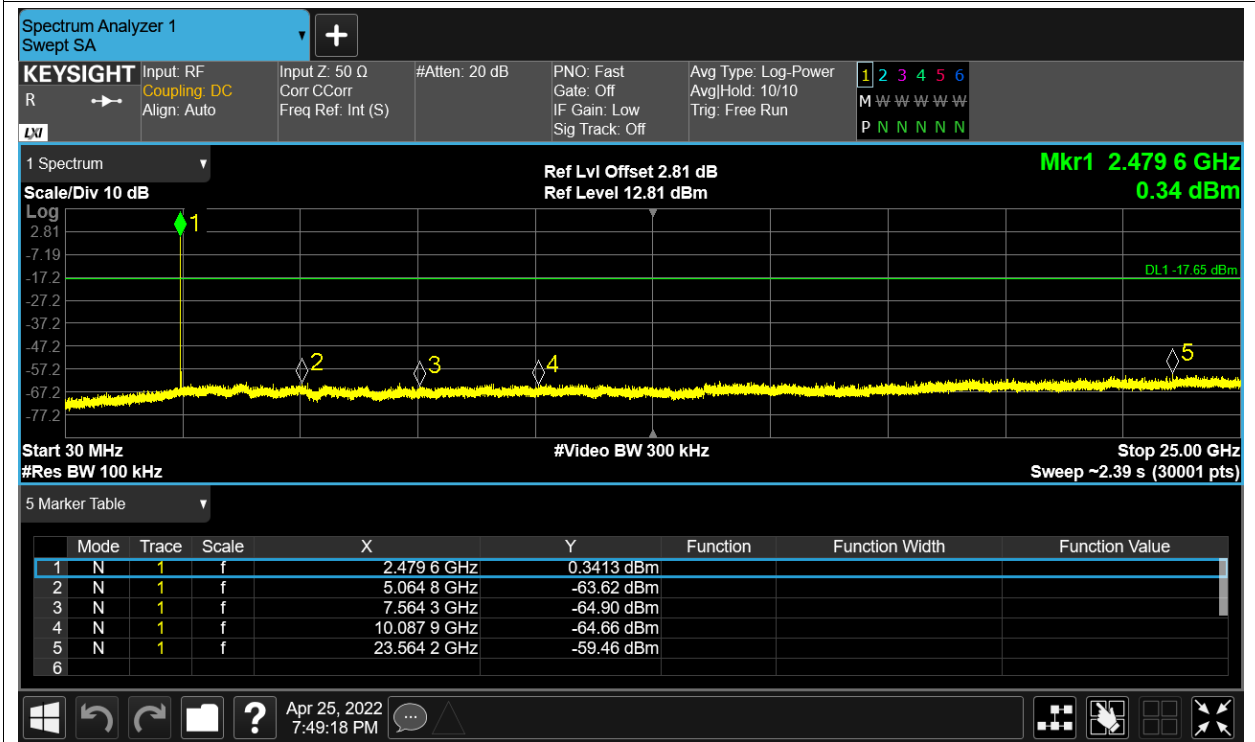 Spectrum Analyzer 1
Swept SA
+
KEYSIGHT
R
LXI
Input: RF
Coupling: DC
Align: Auto
Input Z: 50 Ω
Corr CCorr
Freq Ref: Int (S)
#Atten: 20 dB
PNO: Fast
Gate: Off
IF Gain: Low
Sig Track: Off
Avg Type: Log-Power
Avg|Hold: 10/10
Trig: Free Run
1 2 3 4 5 6
M W W W W W
P N N N N N
1 Spectrum
Scale/Div 10 dB
Ref Lvl Offset 2.81 dB
Ref Level 12.81 dBm
Mkr1 2.479 6 GHz
0.34 dBm
Log
2.81
-7.19
-17.2
-27.2
-37.2
-47.2
-57.2
-67.2
-77.2
1
2
3
4
5
DL1 -17.65 dBm
Start 30 MHz
#Video BW 300 kHz
Stop 25.00 GHz
#Res BW 100 kHz
Sweep ~2.39 s (30001 pts)
5 Marker Table
Mode Trace Scale X Y Function Function Width Function Value
1 N 1 f 2.479 6 GHz 0.3413 dBm
2 N 1 f 5.064 8 GHz -63.62 dBm
3 N 1 f 7.564 3 GHz -64.90 dBm
4 N 1 f 10.087 9 GHz -64.66 dBm
5 N 1 f 23.564 2 GHz -59.46 dBm
6
?
Apr 25, 2022
7:49:18 PM